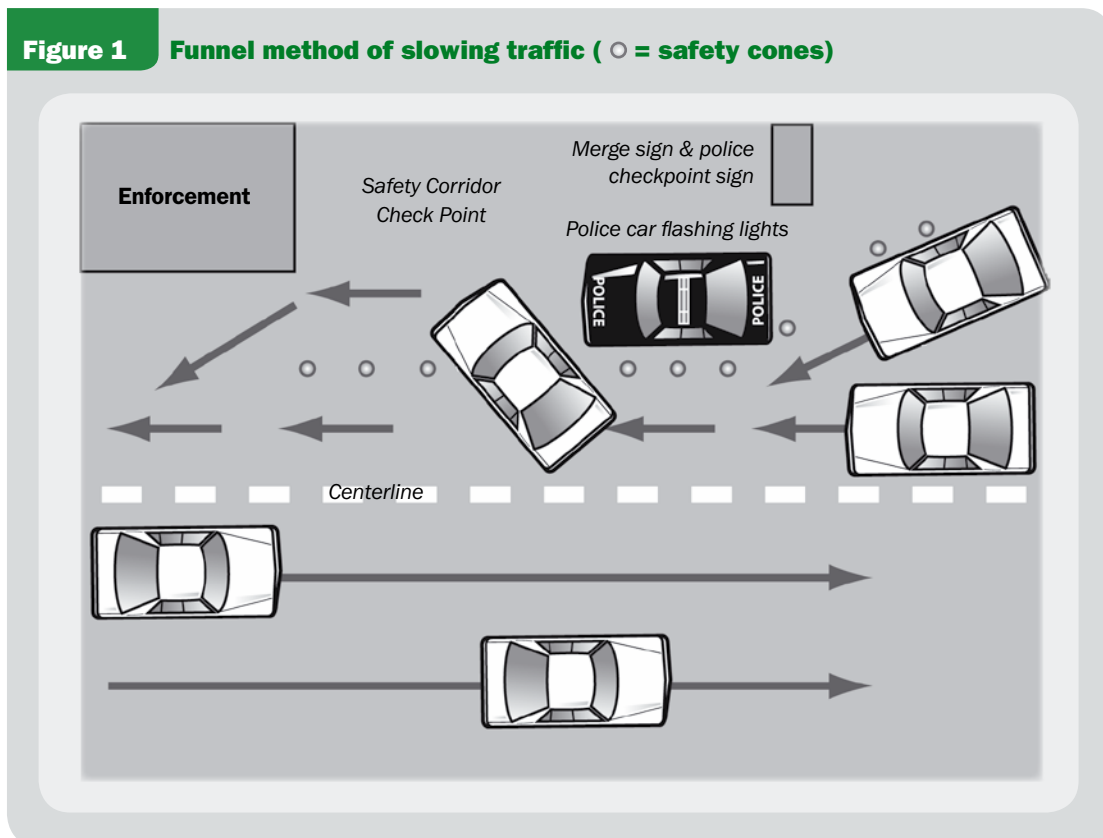 Figure 1
Funnel method of slowing traffic ( = safety cones)
Enforcement
Safety Corridor
Check Point
Merge sign & police
checkpoint sign
Police car flashing lights
POLICE
POLICE
Centerline